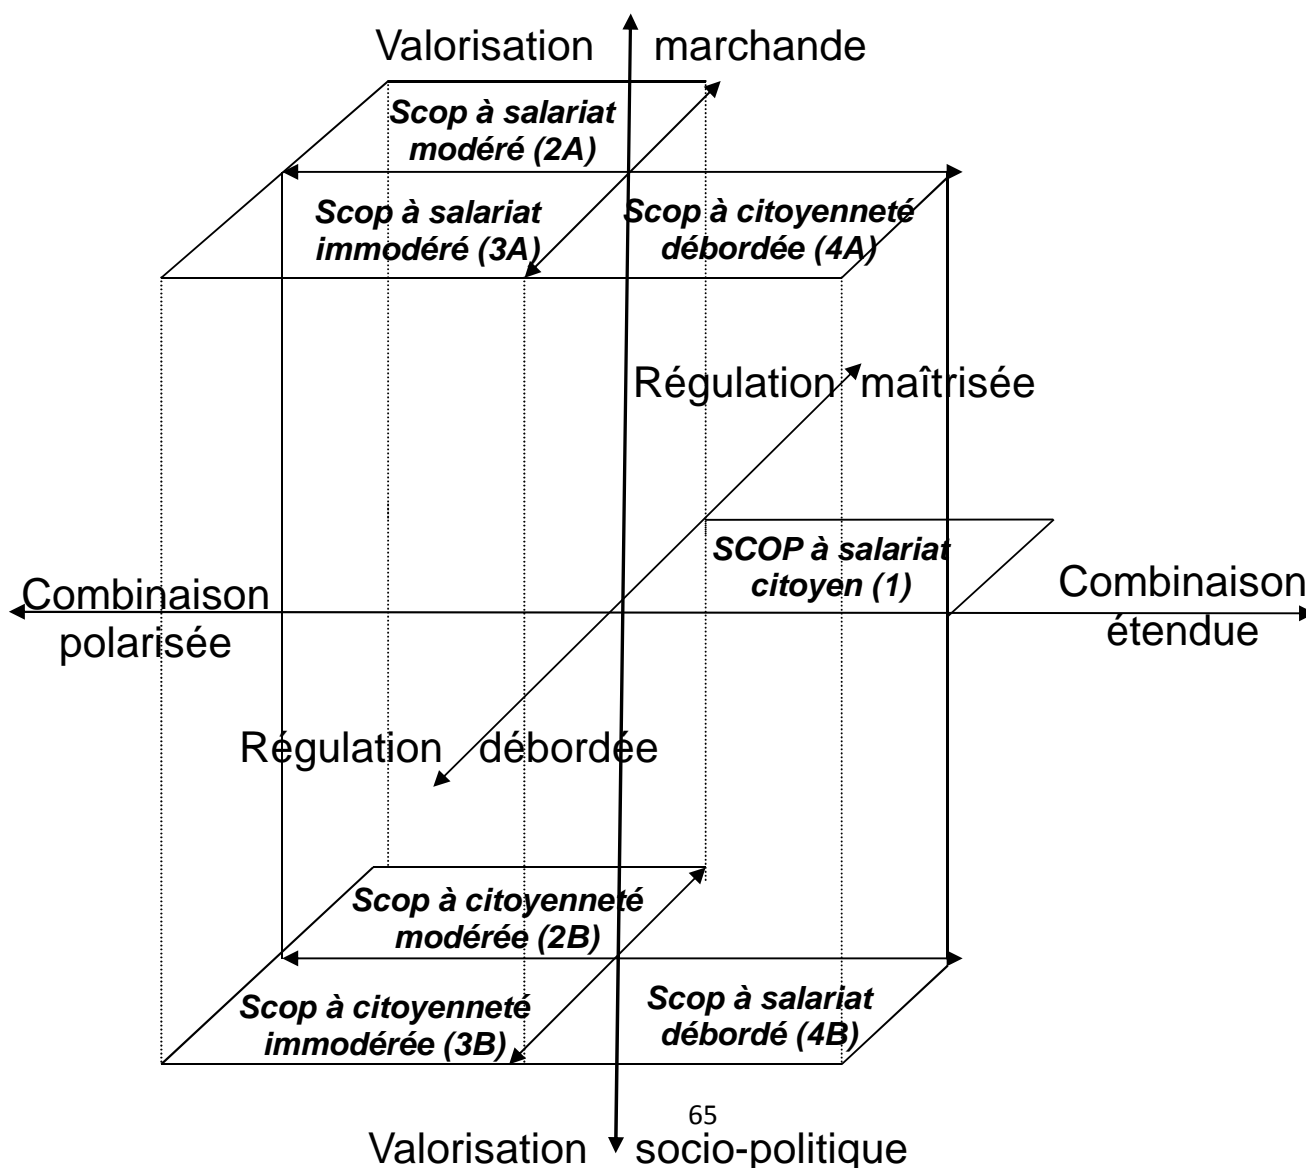 Valorisation marchande
Scop à salariat
modéré (2A)
Scop à salariat
immodéré (3A)
Scop à citoyenneté
débordée (4A)
Régulation maîtrisée
SCOP à salariat
citoyen (1)
Combinaison
polarisée
Combinaison
étendue
Régulation débordée
Scop à citoyenneté
modérée (2B)
Scop à citoyenneté
immodérée (3B)
Scop à salariat
débordé (4B)
65
Valorisation socio-politique